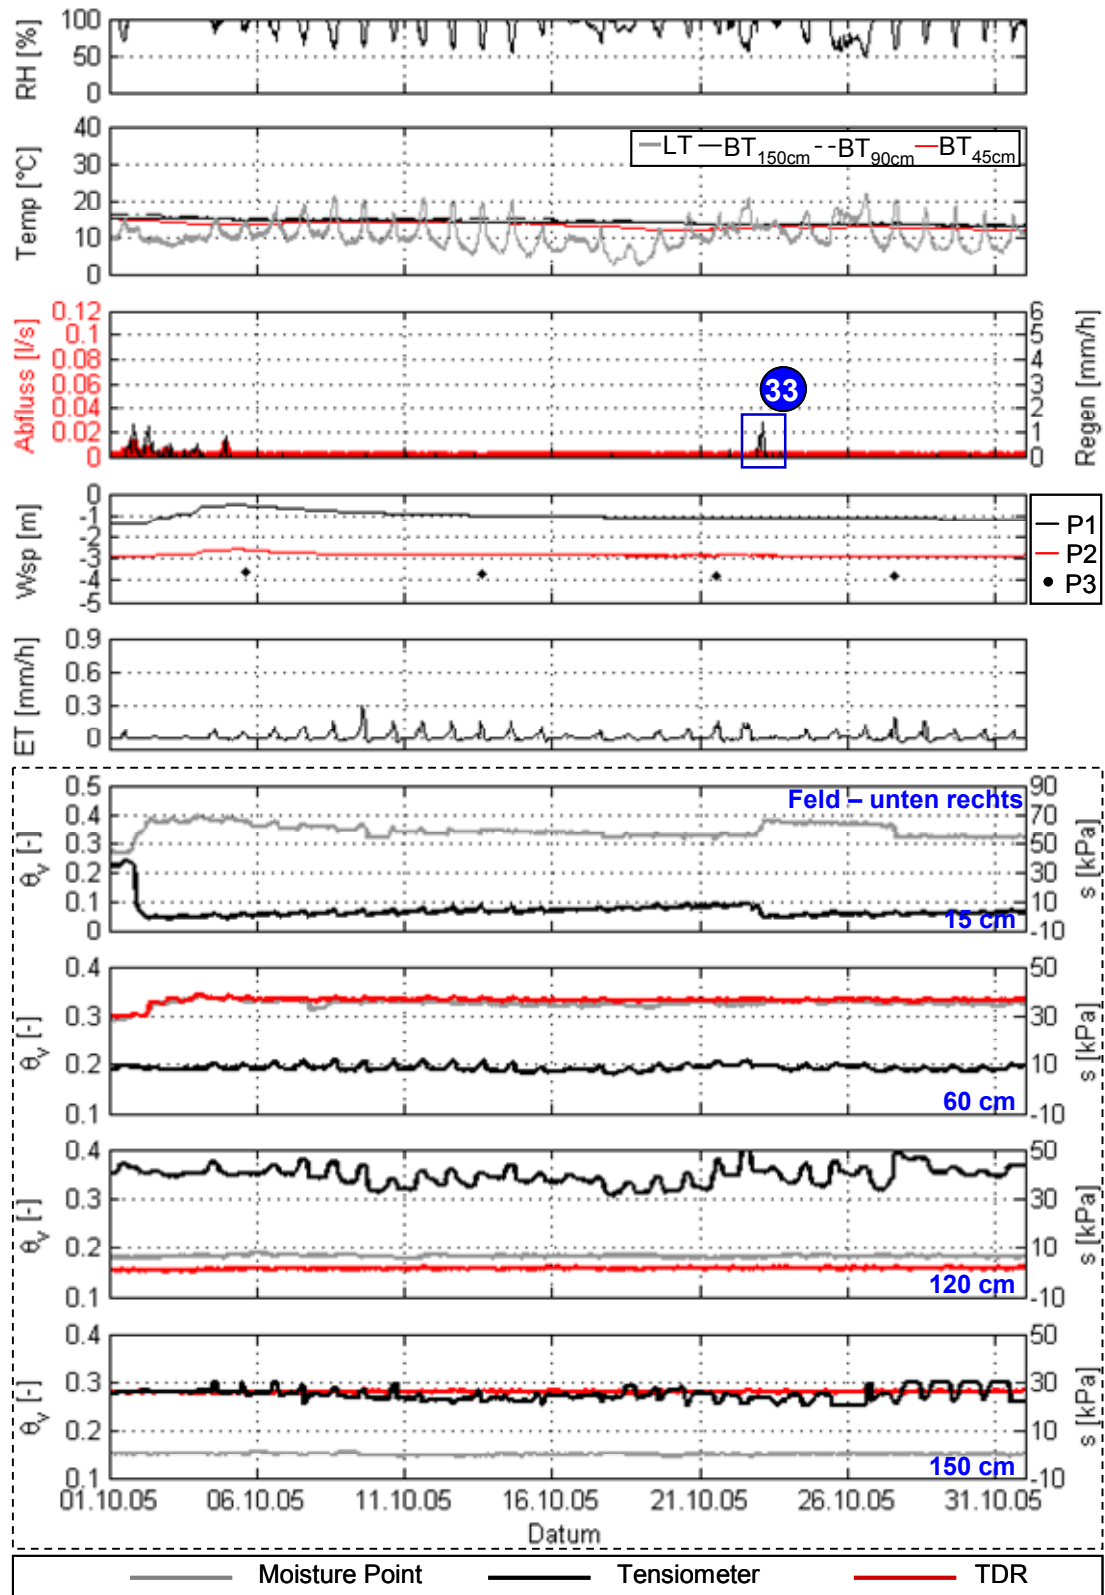 RH [%]
100
50
0
Temp [°C]
40
30
20
10
0
LT BT150cm BT90cm BT45cm
Abfluss [l/s]
0.12
0.1
0.08
0.06
0.04
0.02
0
33
6
5
4
3
2
1
0
Regen [mm/h]
Wsp [m]
0
-1
-2
-3
-4
-5
P1
P2
P3
ET [mm/h]
0.9
0.6
0.3
0
θv [-]
0.5
0.4
0.3
0.2
0.1
0
Feld – unten rechts
15 cm
90
70
50
30
10
-10
s [kPa]
θv [-]
0.4
0.3
0.2
0.1
60 cm
50
30
10
-10
s [kPa]
θv [-]
0.4
0.3
0.2
0.1
120 cm
50
30
10
-10
s [kPa]
θv [-]
0.4
0.3
0.2
0.1
150 cm
50
30
10
-10
s [kPa]
01.10.05 06.10.05 11.10.05 16.10.05 21.10.05 26.10.05 31.10.05
Datum
Moisture Point Tensiometer TDR